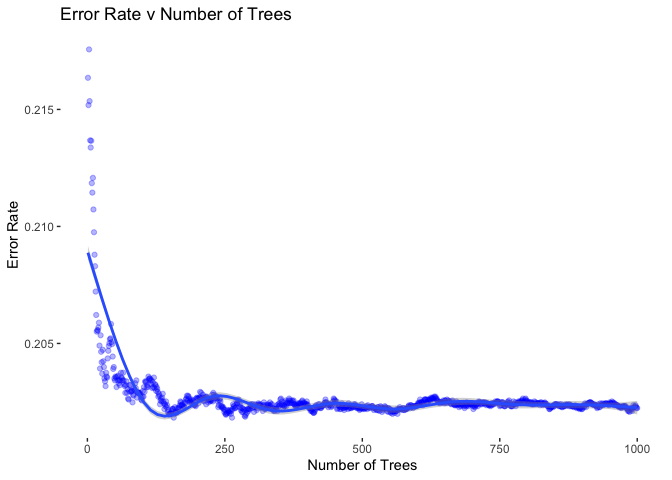 Error Rate v Number of Trees
0.215
0.210
0.205
Error Rate
0 250 500 750 1000
Number of Trees